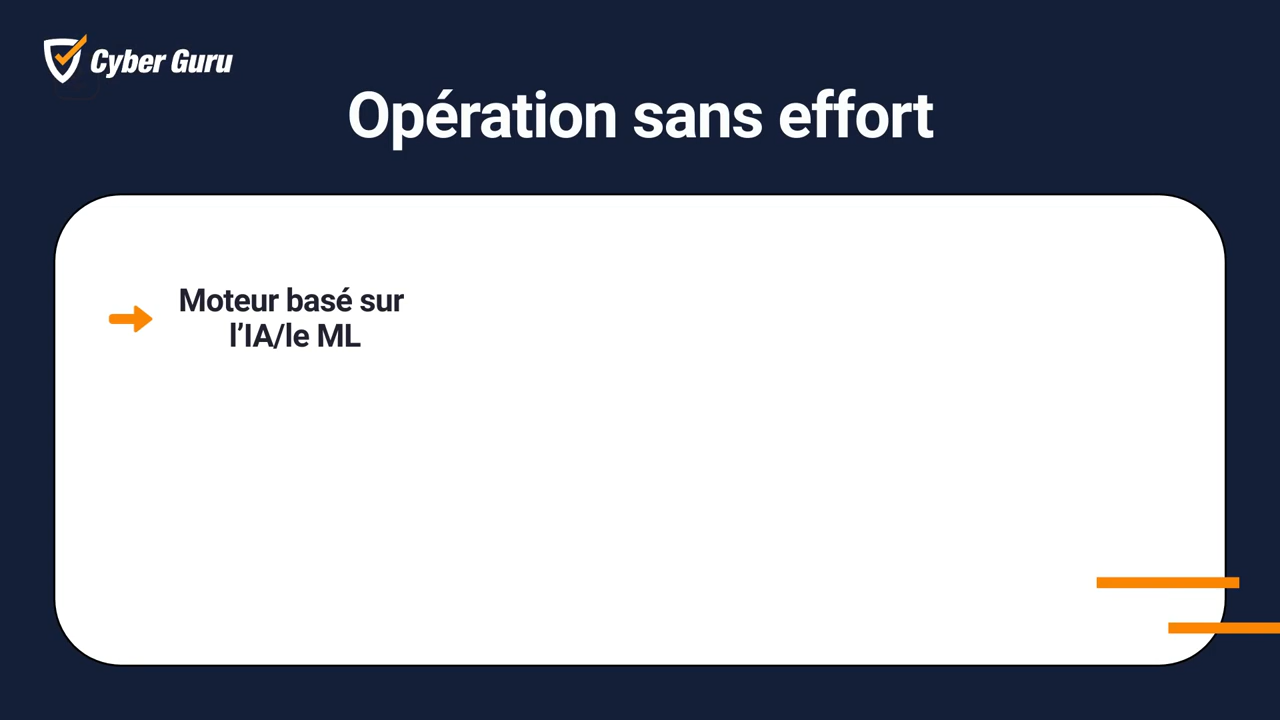 Cyber Guru
Opération sans effort
Moteur basé sur
l’IA/le ML